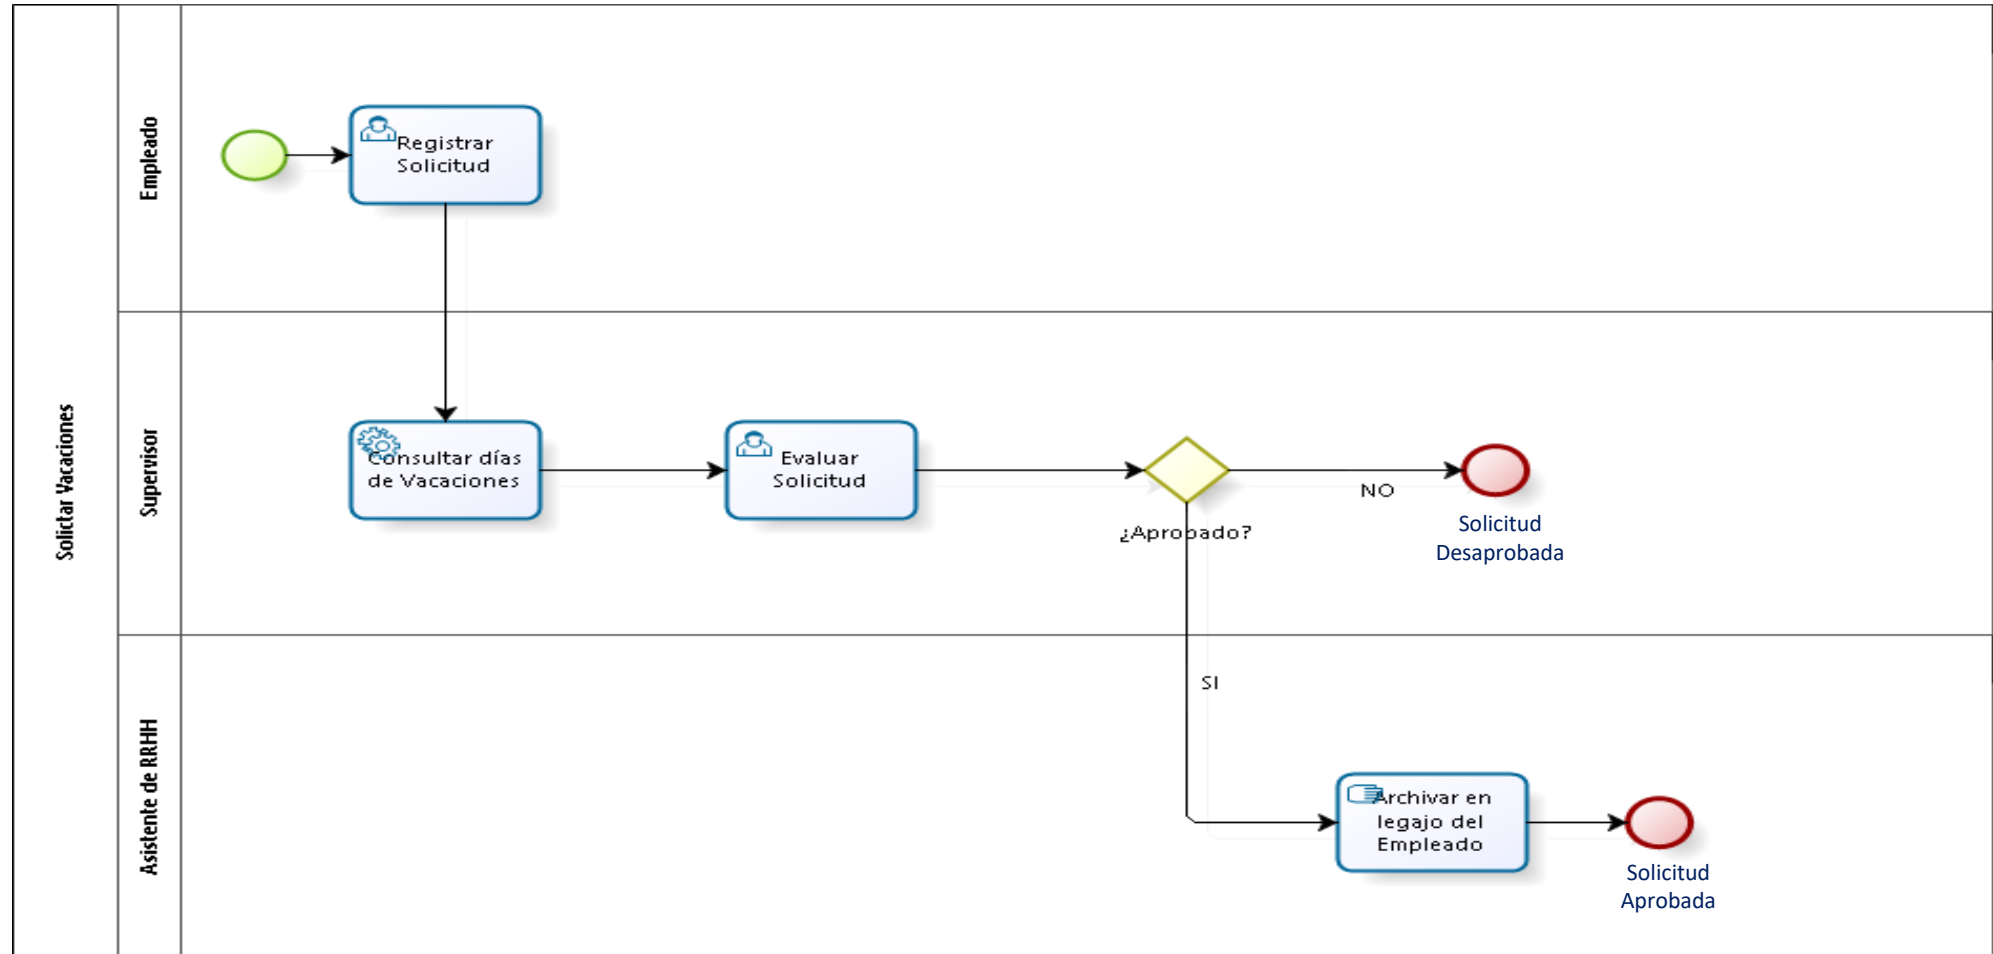 Solictar Vacaciones
Empleado
Registrar
Solicitud
Supervisor
Consultar días
de Vacaciones
Evaluar
Solicitud
¿Aprobado?
NO
Solicitud
Desaprobada
Asistente de RRHH
SI
Archivar en
legajo del
Empleado
Solicitud
Aprobada